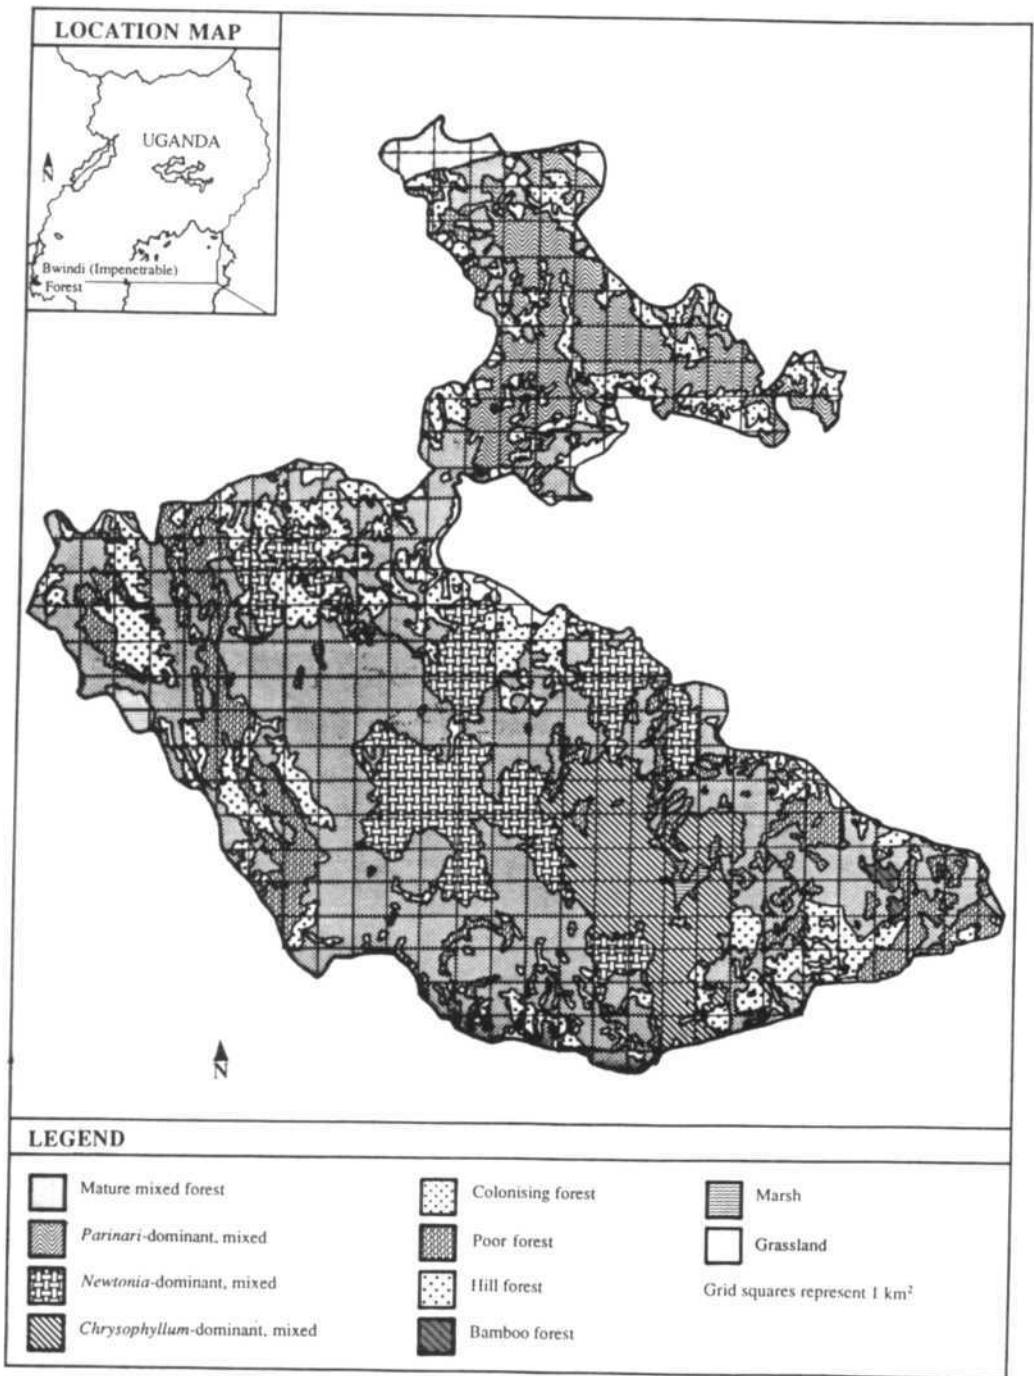 LOCATION MAP
UGANDA
N
Bwindi (Impenetrable)
Forest
N
LEGEND
Mature mixed forest
Parinari-dominant, mixed
Newtonia-dominant, mixed
Chrysophyllum-dominant, mixed
Colonising forest
Poor forest
Hill forest
Bamboo forest
Marsh
Grassland
Grid squares represent 1 km²